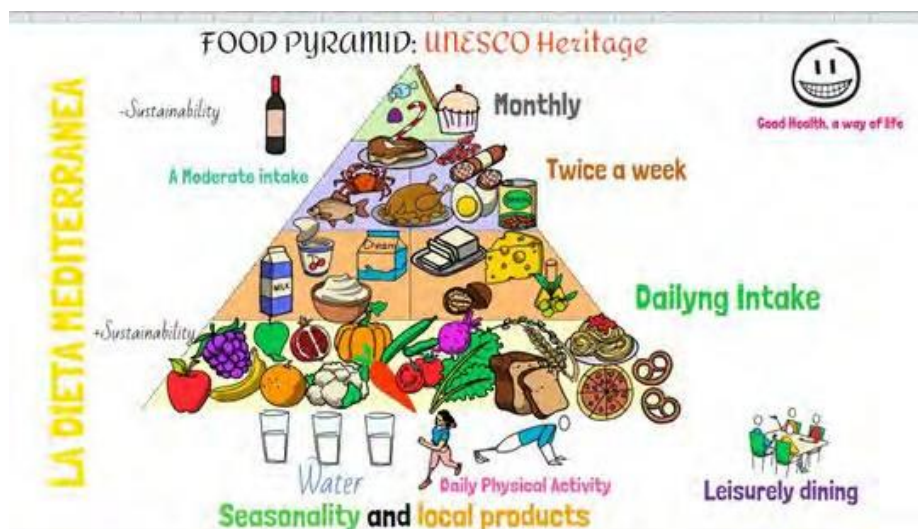 FOOD PYRAMID: UNESCO Heritage
LA DIETA MEDITERRANEA
-Sustainability
Monthly
Good Health, a way of life
A Moderate intake
Twice a week
Cream
MILK
Dailyng Intake
+Sustainability
Water
Daily Physical Activity
Leisurely dining
Seasonality and local products